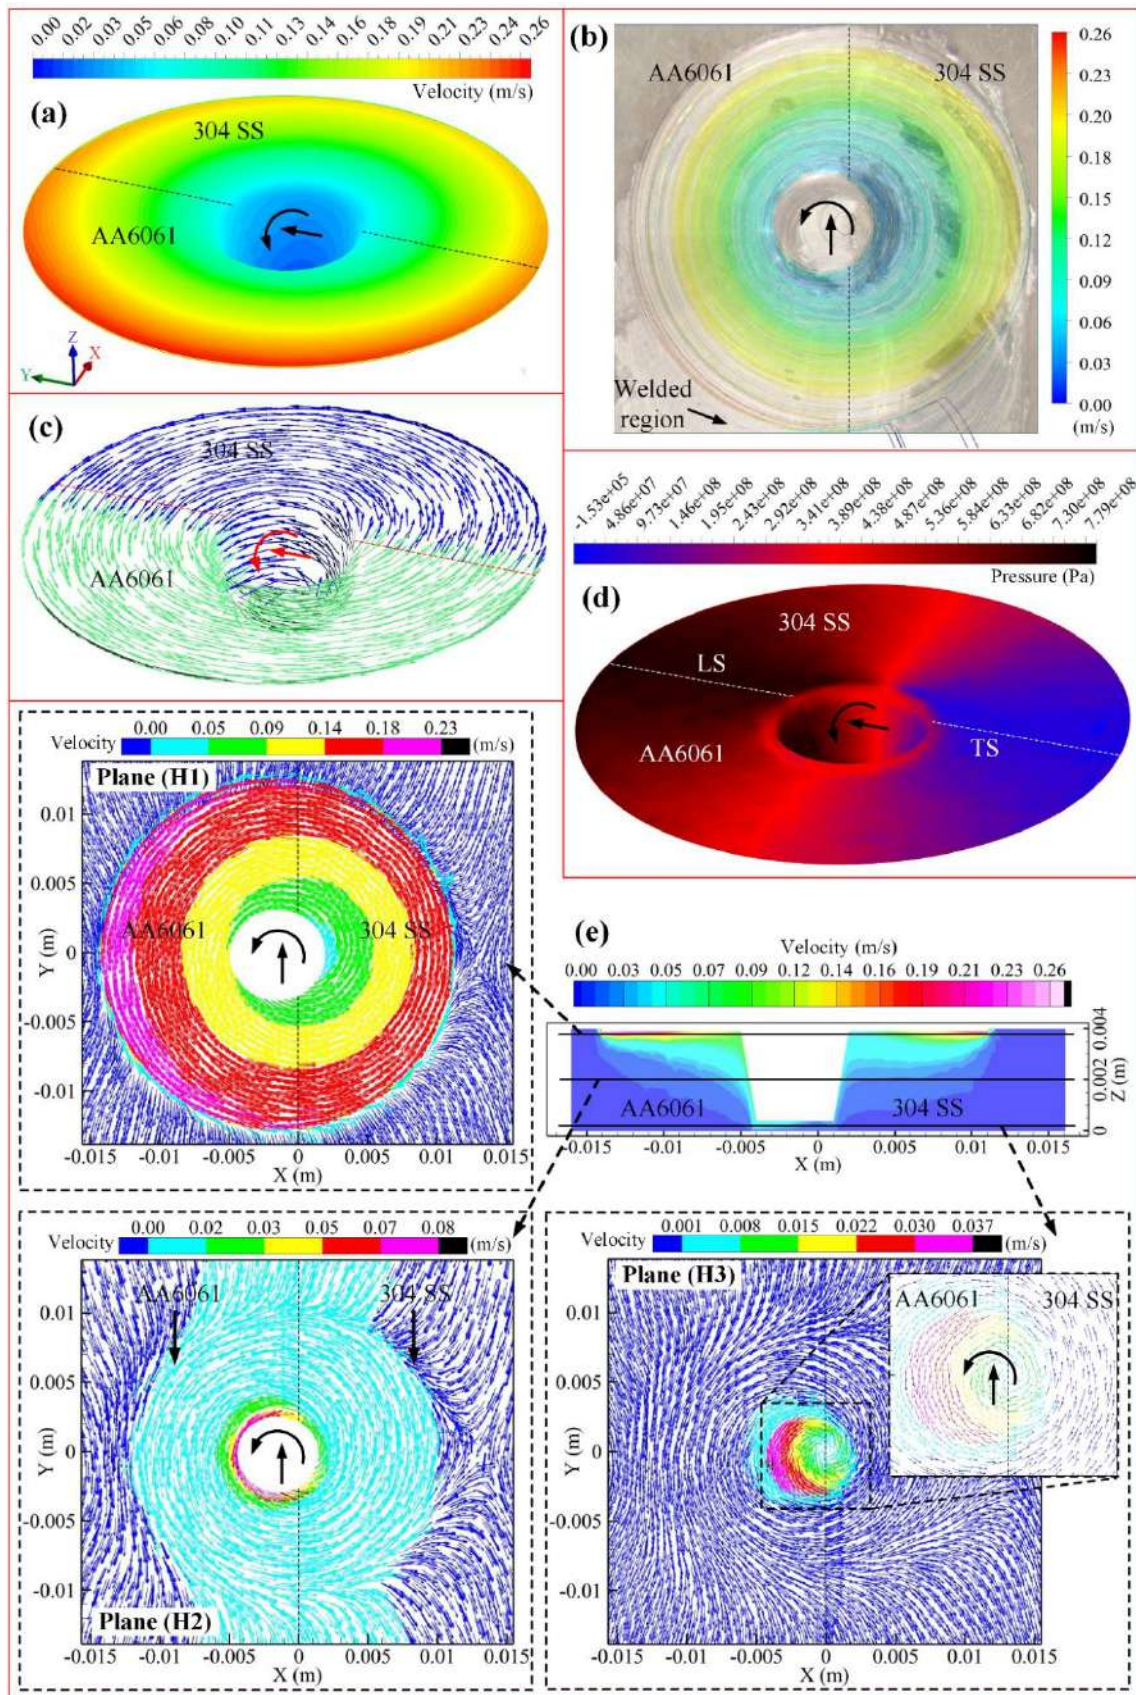 0.00 0.02 0.03 0.05 0.06 0.08 0.10 0.11 0.13 0.14 0.16 0.18 0.19 0.21 0.23 0.24 0.26
Velocity (m/s)
(a)
304 SS
AA6061
Z
X
Y
(b)
AA6061
304 SS
Welded
region
0.26
0.23
0.20
0.18
0.15
0.12
0.09
0.06
0.03
0.00
(m/s)
(c)
304 SS
AA6061
-1.53e+05 4.86e+07 9.73e+07 1.46e+08 1.95e+08 2.43e+08 2.92e+08 3.41e+08 3.89e+08 4.38e+08 4.87e+08 5.36e+08 5.84e+08 6.33e+08 6.82e+08 7.30e+08 7.79e+08
Pressure (Pa)
(d)
304 SS
LS
AA6061
TS
0.00 0.05 0.09 0.14 0.18 0.23
Velocity (m/s)
Plane (H1)
AA6061
304 SS
0.01
0.005
0
-0.005
-0.01
Y (m)
-0.015 -0.01 -0.005 0 0.005 0.01 0.015
X (m)
(e)
Velocity (m/s)
0.00 0.03 0.05 0.07 0.09 0.12 0.14 0.16 0.19 0.21 0.23 0.26
AA6061
304 SS
0.004
0.002
0
Z (m)
-0.015 -0.01 -0.005 0 0.005 0.01 0.015
X (m)
0.00 0.02 0.03 0.05 0.07 0.08
Velocity (m/s)
AA6061
304 SS
0.01
0.005
0
-0.005
-0.01
Y (m)
Plane (H2)
-0.015 -0.01 -0.005 0 0.005 0.01 0.015
X (m)
0.001 0.008 0.015 0.022 0.030 0.037
Velocity (m/s)
Plane (H3)
AA6061
304 SS
0.01
0.005
0
-0.005
-0.01
Y (m)
-0.015 -0.01 -0.005 0 0.005 0.01 0.015
X (m)